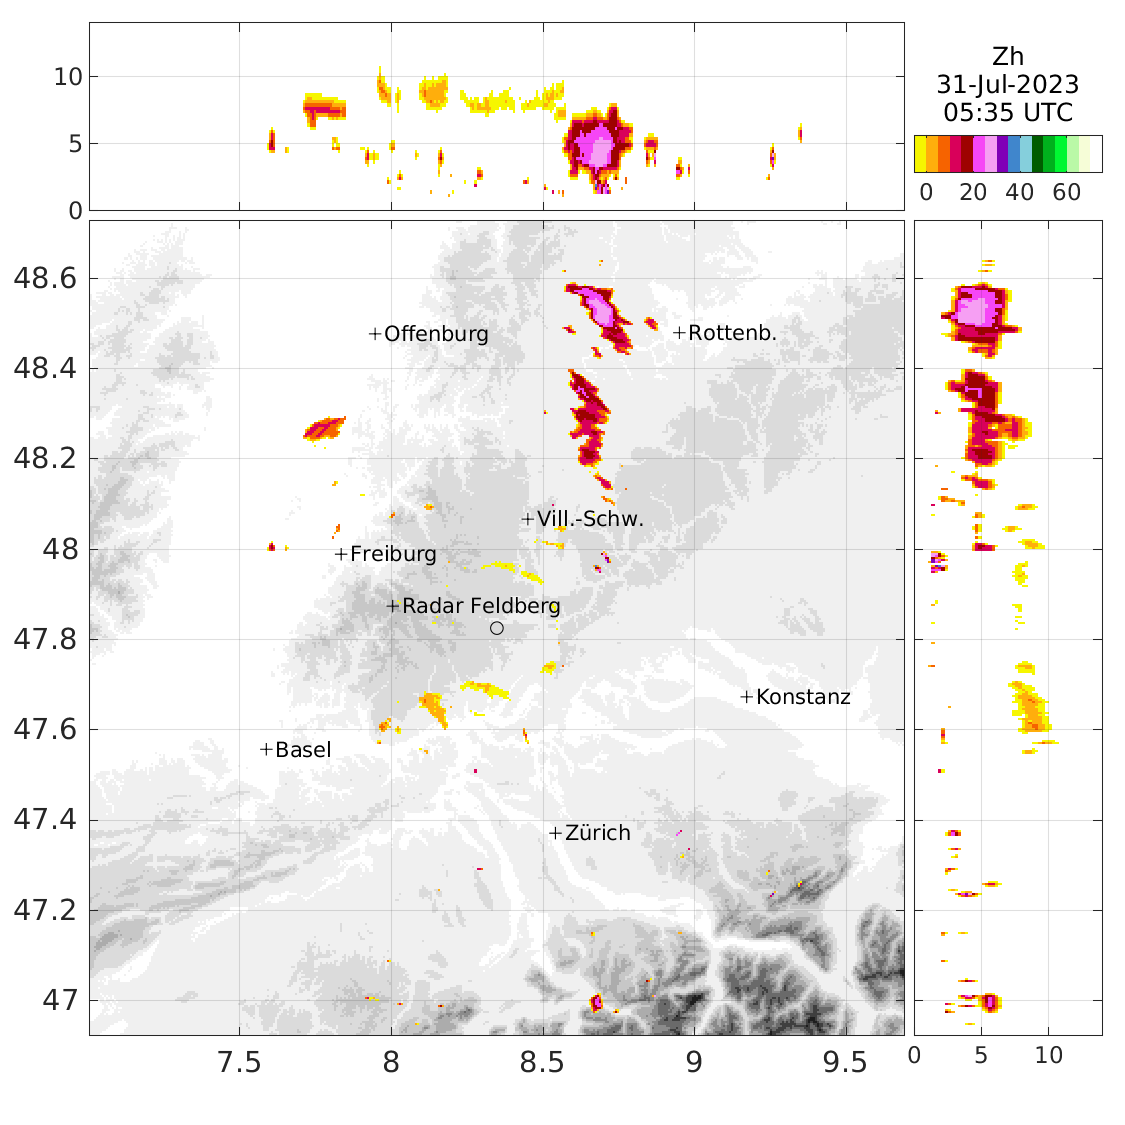 Zh
31-Jul-2023
05:35 UTC
10
5
0
0 20 40 60
48.6
48.4
48.2
48
47.8
47.6
47.4
47.2
47
Offenburg
Rottenb.
Vill.-Schw.
Freiburg
Radar Feldberg
Konstanz
Basel
Zürich
7.5 8 8.5 9 9.5
0 5 10